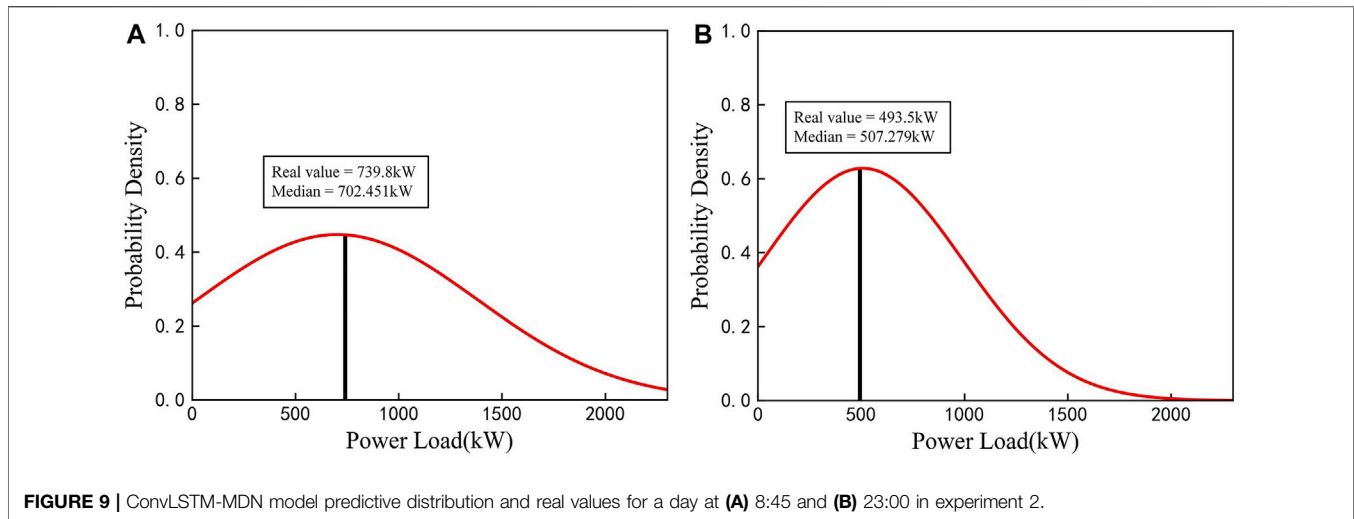 A
1.0
0.8
0.6
0.4
0.2
0.0
Probability Density
Real value = 739.8kW
Median = 702.451kW
0 500 1000 1500 2000
Power Load(kW)
B
1.0
0.8
0.6
0.4
0.2
0.0
Probability Density
Real value = 493.5kW
Median = 507.279kW
0 500 1000 1500 2000
Power Load(kW)
FIGURE 9 | ConvLSTM-MDN model predictive distribution and real values for a day at (A) 8:45 and (B) 23:00 in experiment 2.